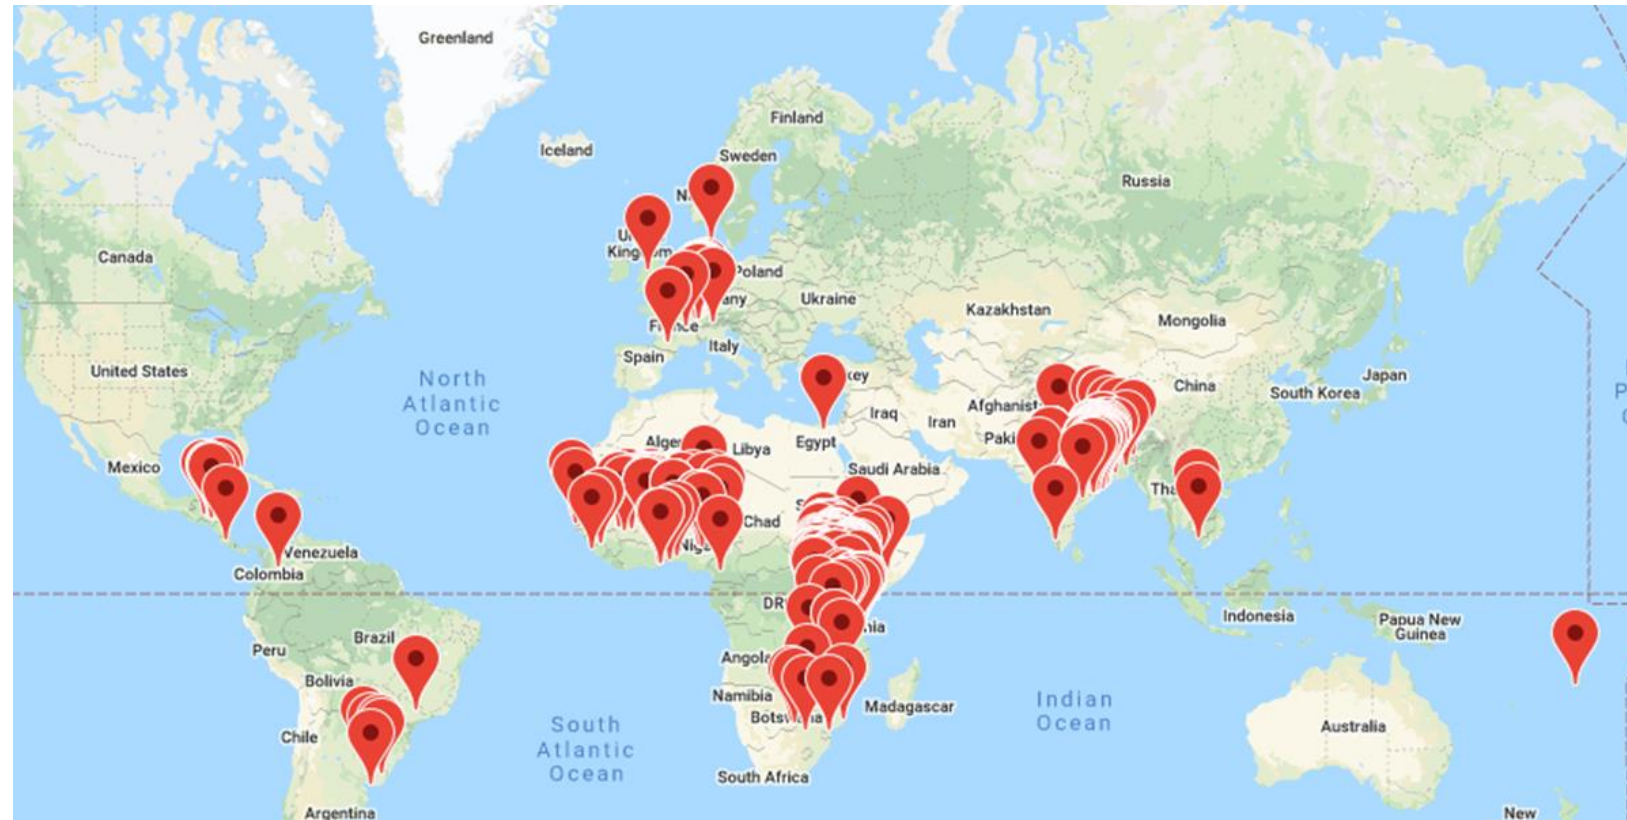 Greenland
Finland
Iceland
Sweden
Russia
Canada
Poland
Ukraine
Kazakhstan
Mongolia
Spain
Italy
United States
North
Atlantic
Ocean
China
Japan
South Korea
Iraq
Iran
Egypt
Libya
Mexico
Saudi Arabia
Chad
Venezuela
Colombia
Indonesia
Papua New
Guinea
Brazil
Peru
Bolivia
Angola
Namibia
Madagascar
Indian
Ocean
South
Atlantic
Ocean
Chile
Australia
South Africa
Argentina
New